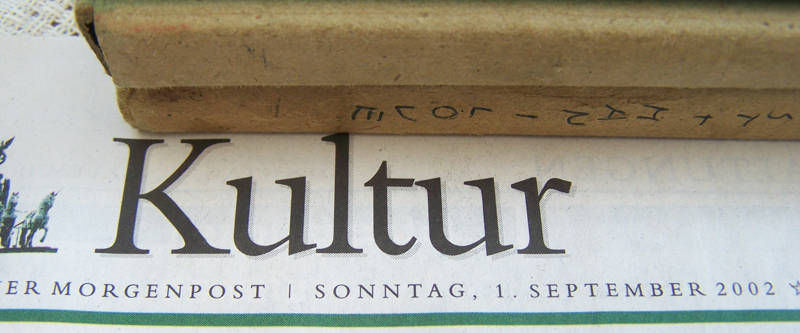 Kultur
MORGENPOST | SONNTAG, 1. SEPTEMBER 2002